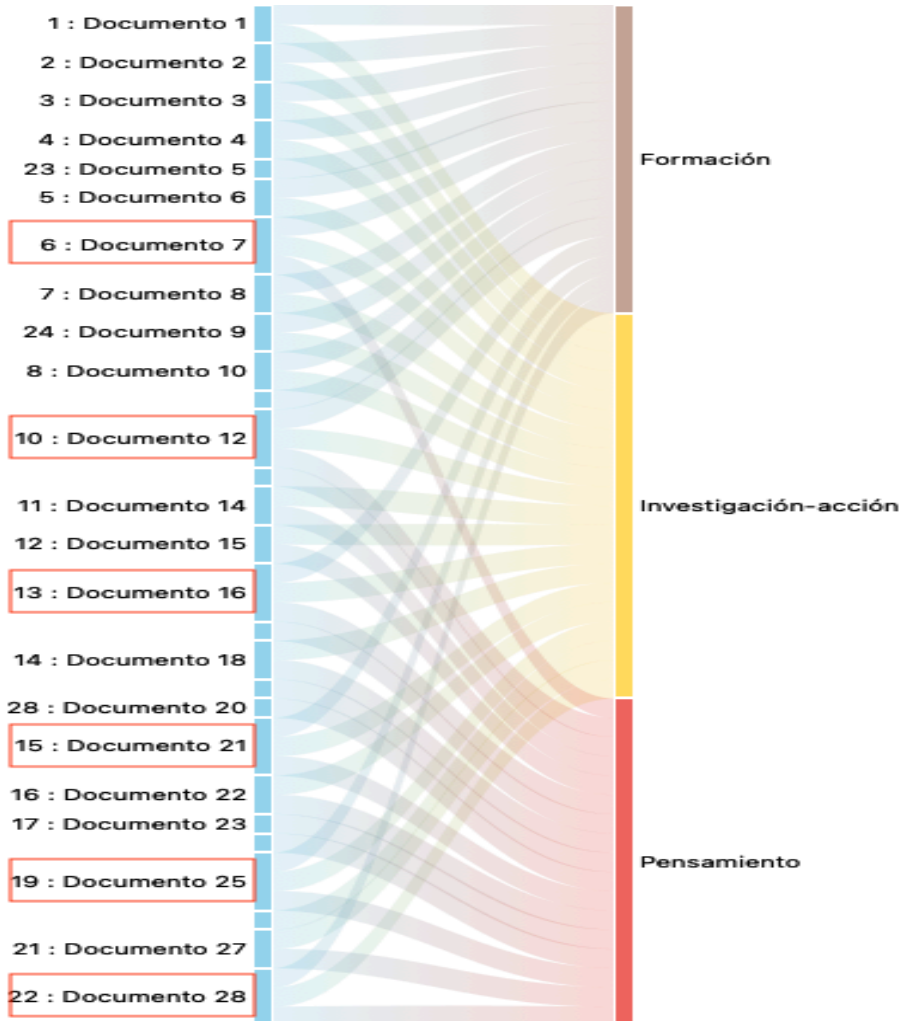 1 : Documento 1
2 : Documento 2
3 : Documento 3
4 : Documento 4
23 : Documento 5
5 : Documento 6
6 : Documento 7
7 : Documento 8
24 : Documento 9
8 : Documento 10
10 : Documento 12
11 : Documento 14
12 : Documento 15
13 : Documento 16
14 : Documento 18
28 : Documento 20
15 : Documento 21
16 : Documento 22
17 : Documento 23
19 : Documento 25
21 : Documento 27
22 : Documento 28
Formación
Investigación-acción
Pensamiento